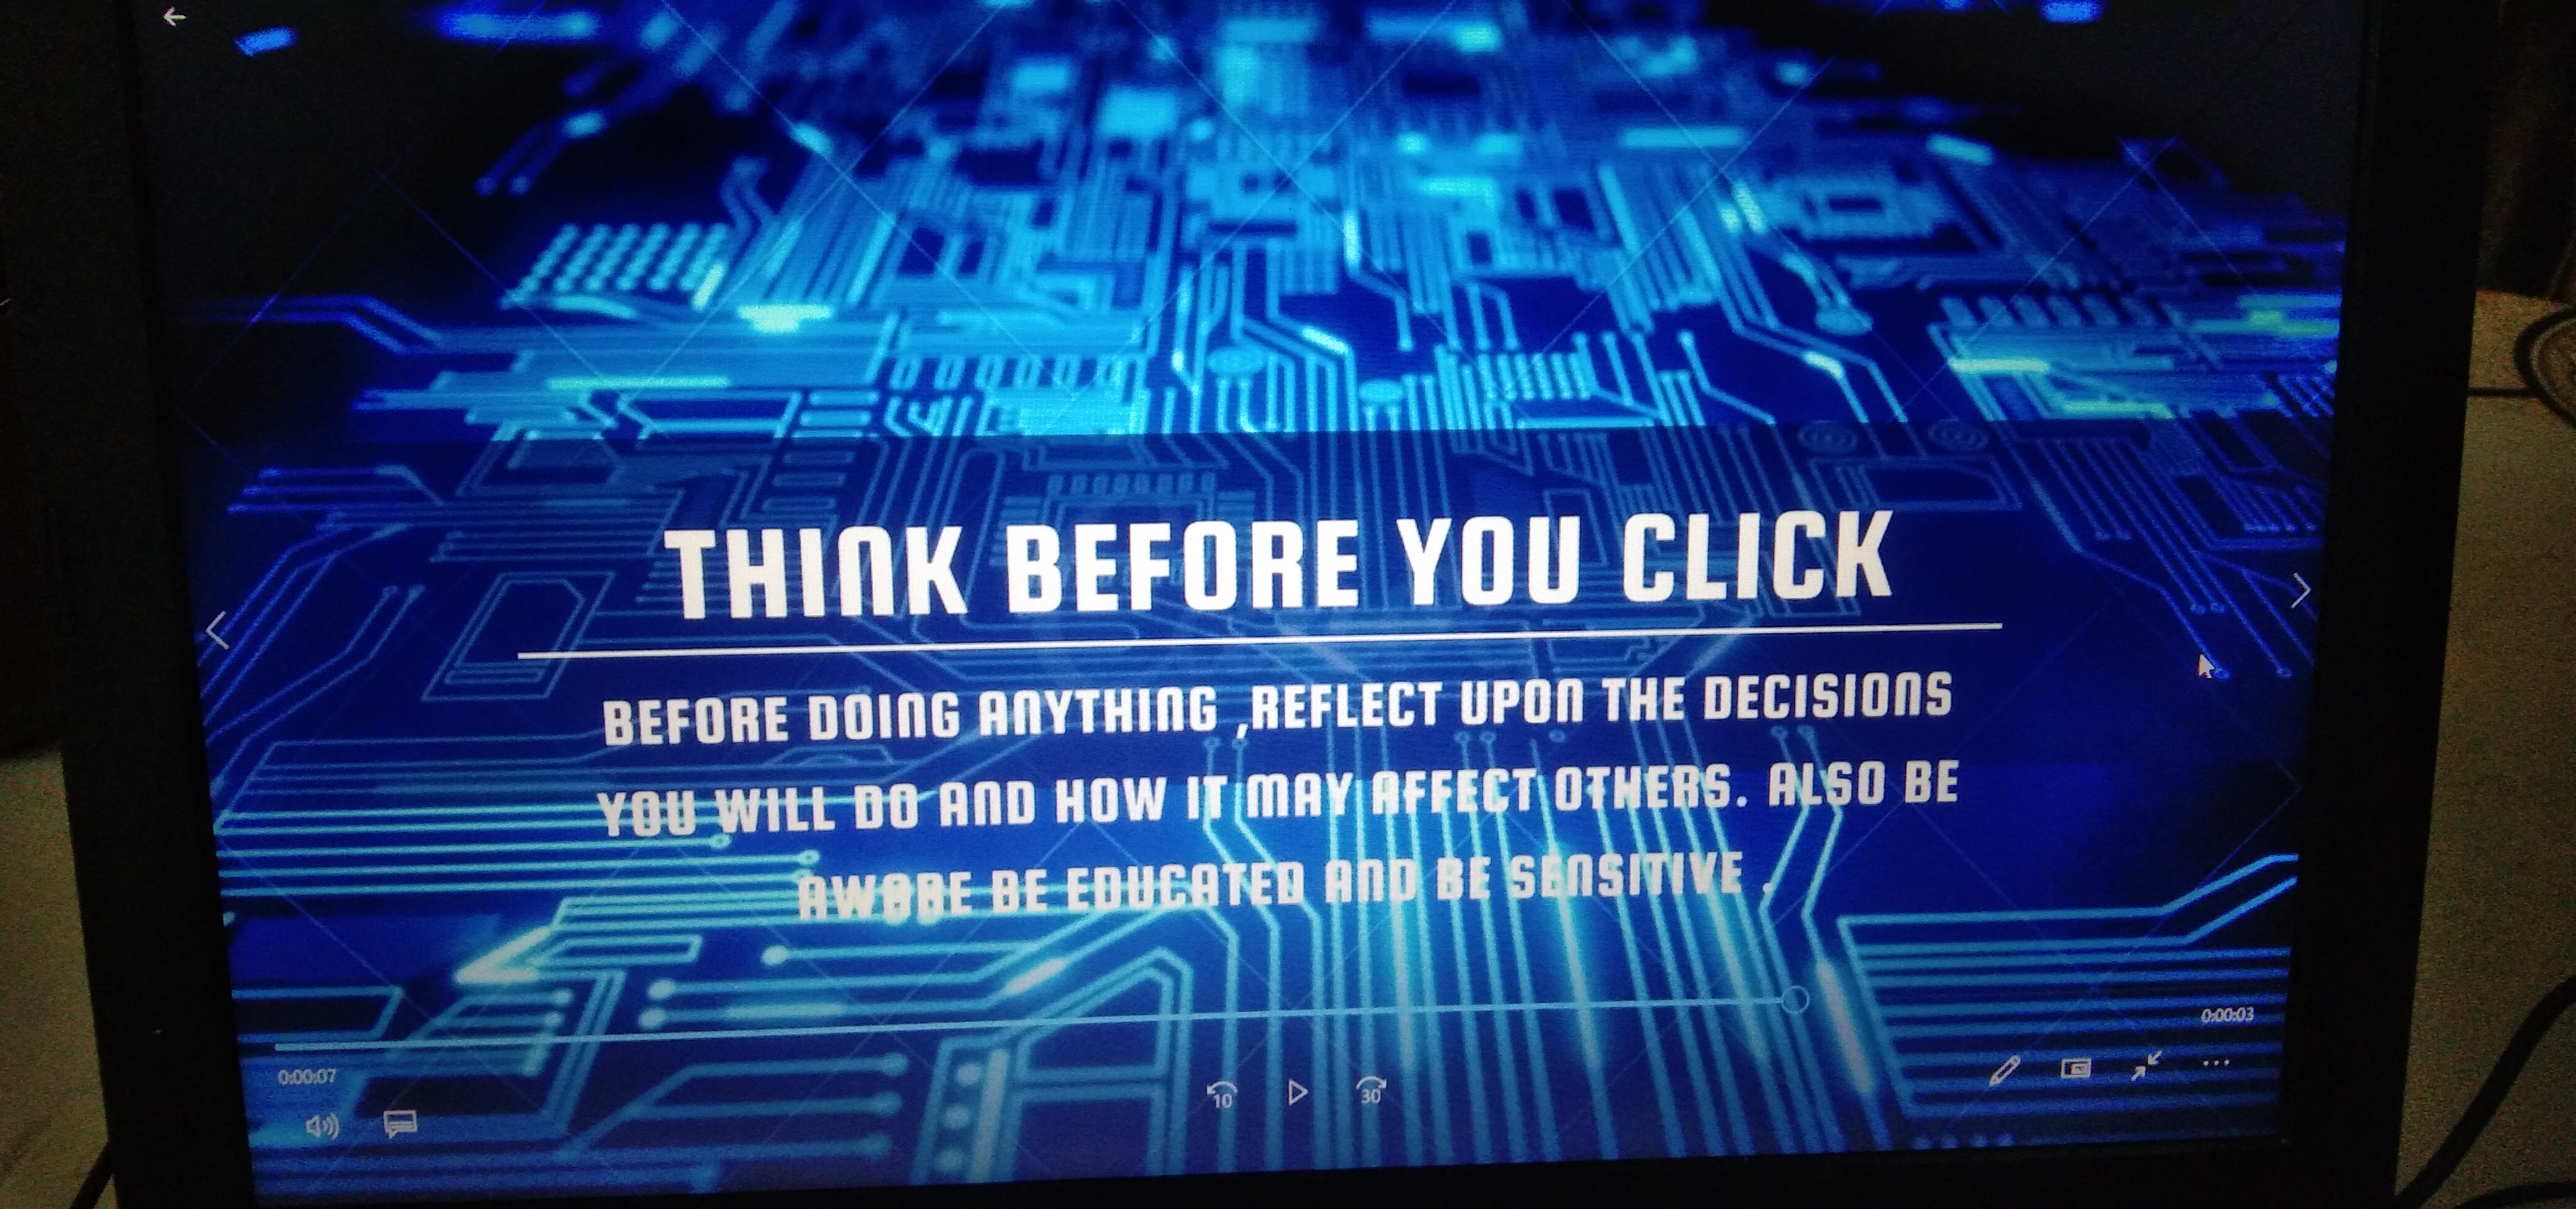 THINK BEFORE YOU CLICK
BEFORE DOING ANYTHING ,REFLECT UPON THE DECISIONS
YOU WILL DO AND HOW IT MAY AFFECT OTHERS. ALSO BE
AWARE BE EDUCATED AND BE SENSITIVE .
0:00:03
0:00:07
10
30